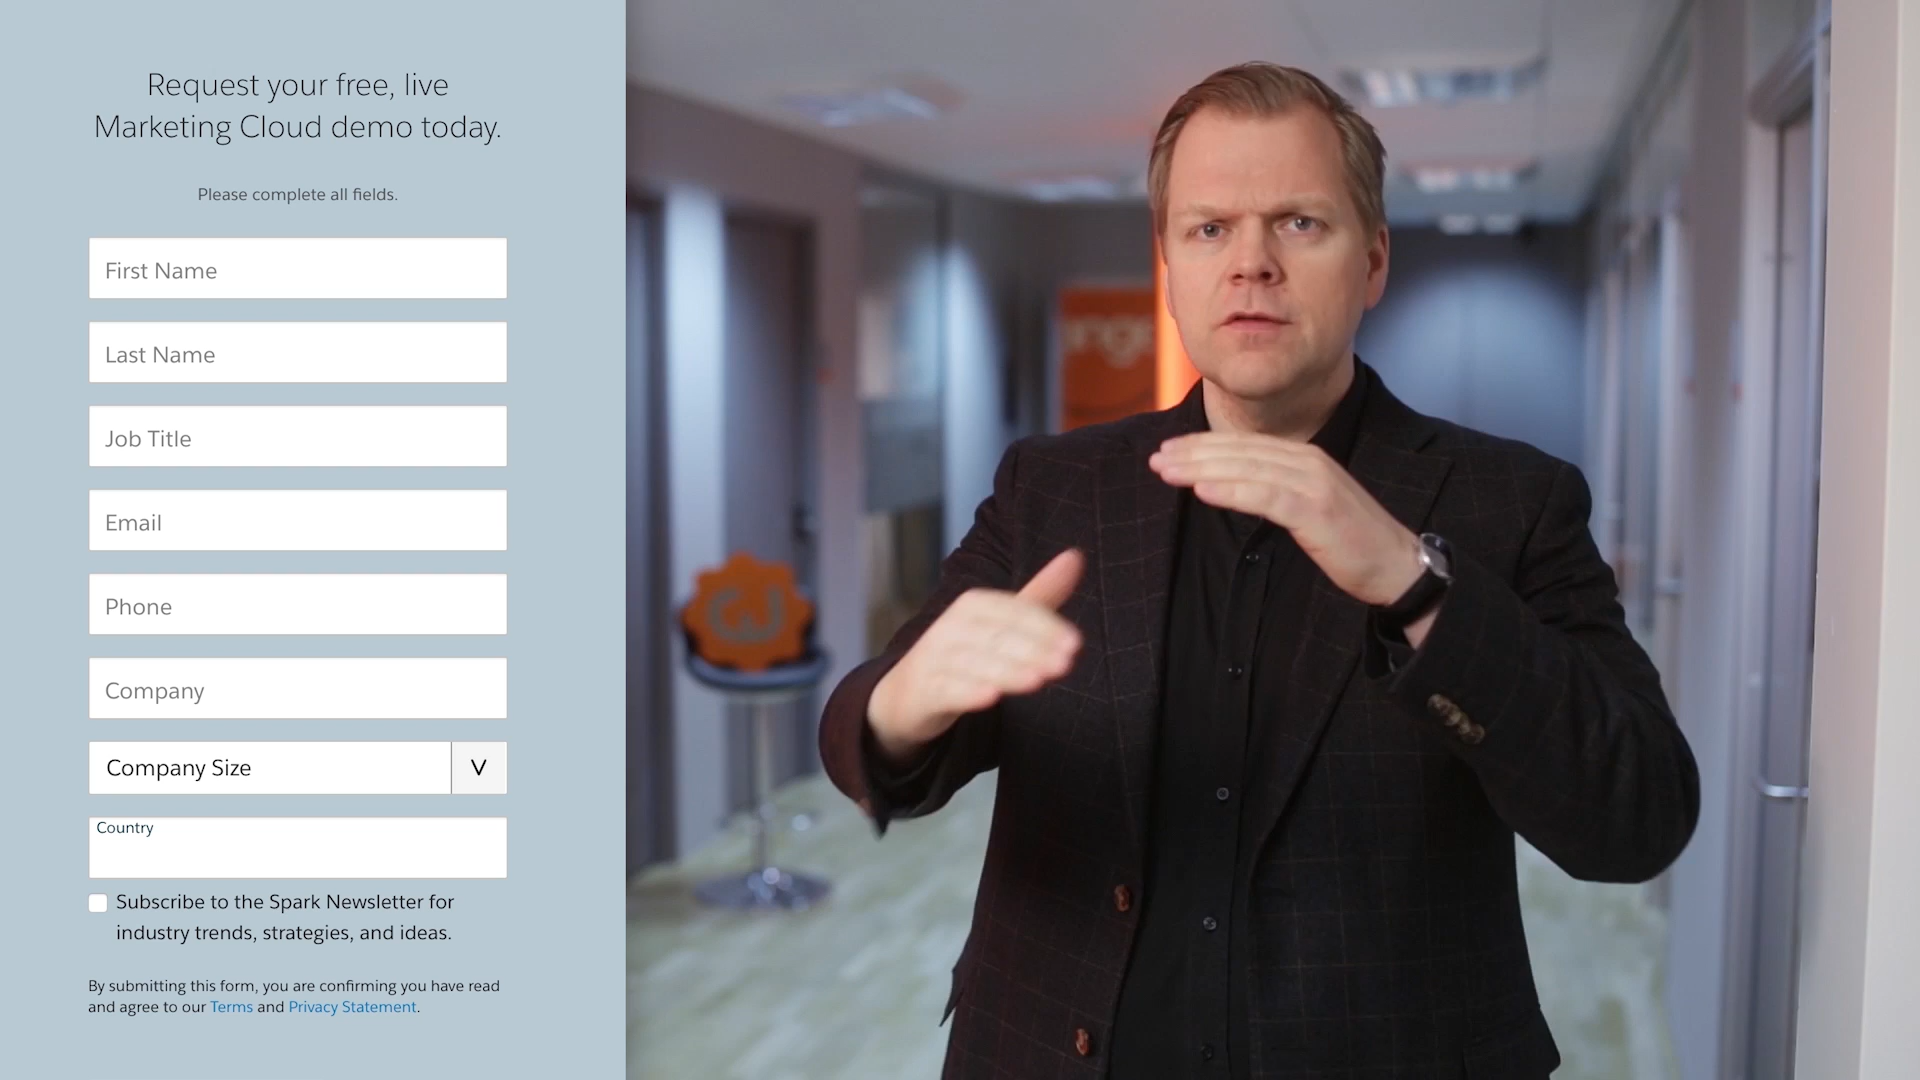 Request your free, live
Marketing Cloud demo today.
Please complete all fields.
First Name
Last Name
Job Title
Email
Phone
Company
Company Size
V
Country
Subscribe to the Spark Newsletter for
industry trends, strategies, and ideas.
By submitting this form, you are confirming you have read
and agree to our Terms and Privacy Statement.